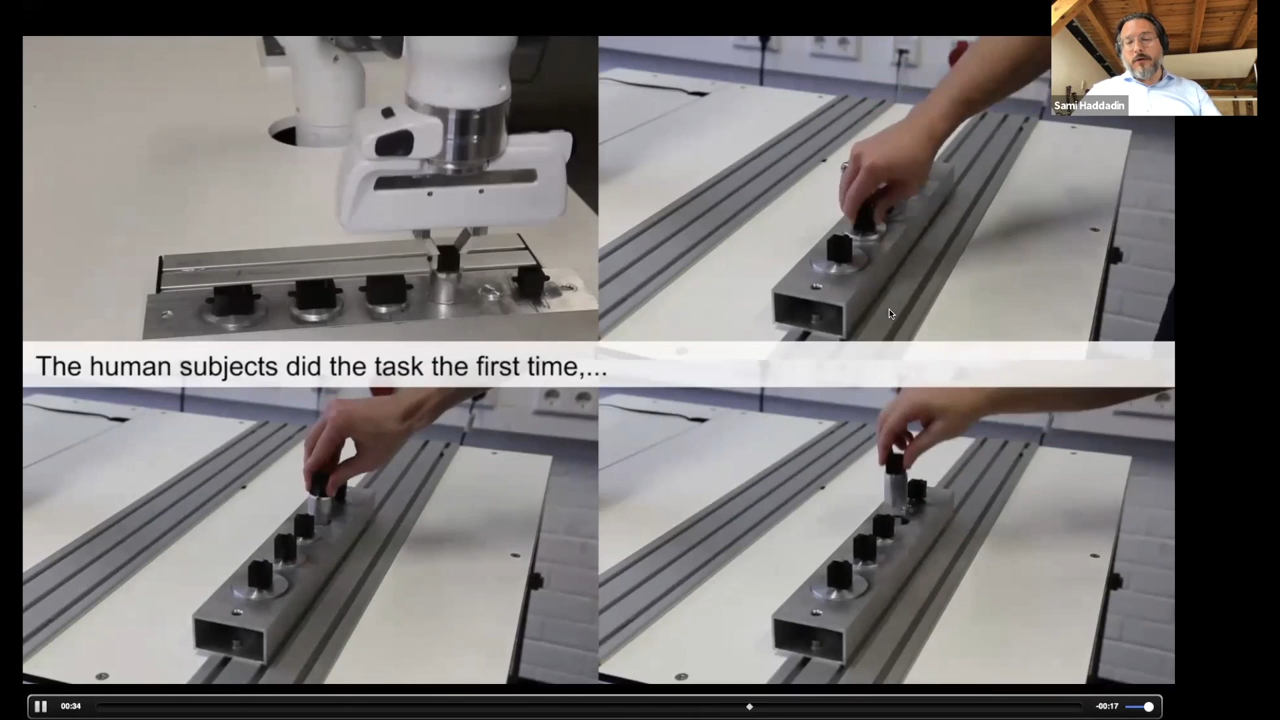 Sami Haddadin
The human subjects did the task the first time,...
00:34
-00:17